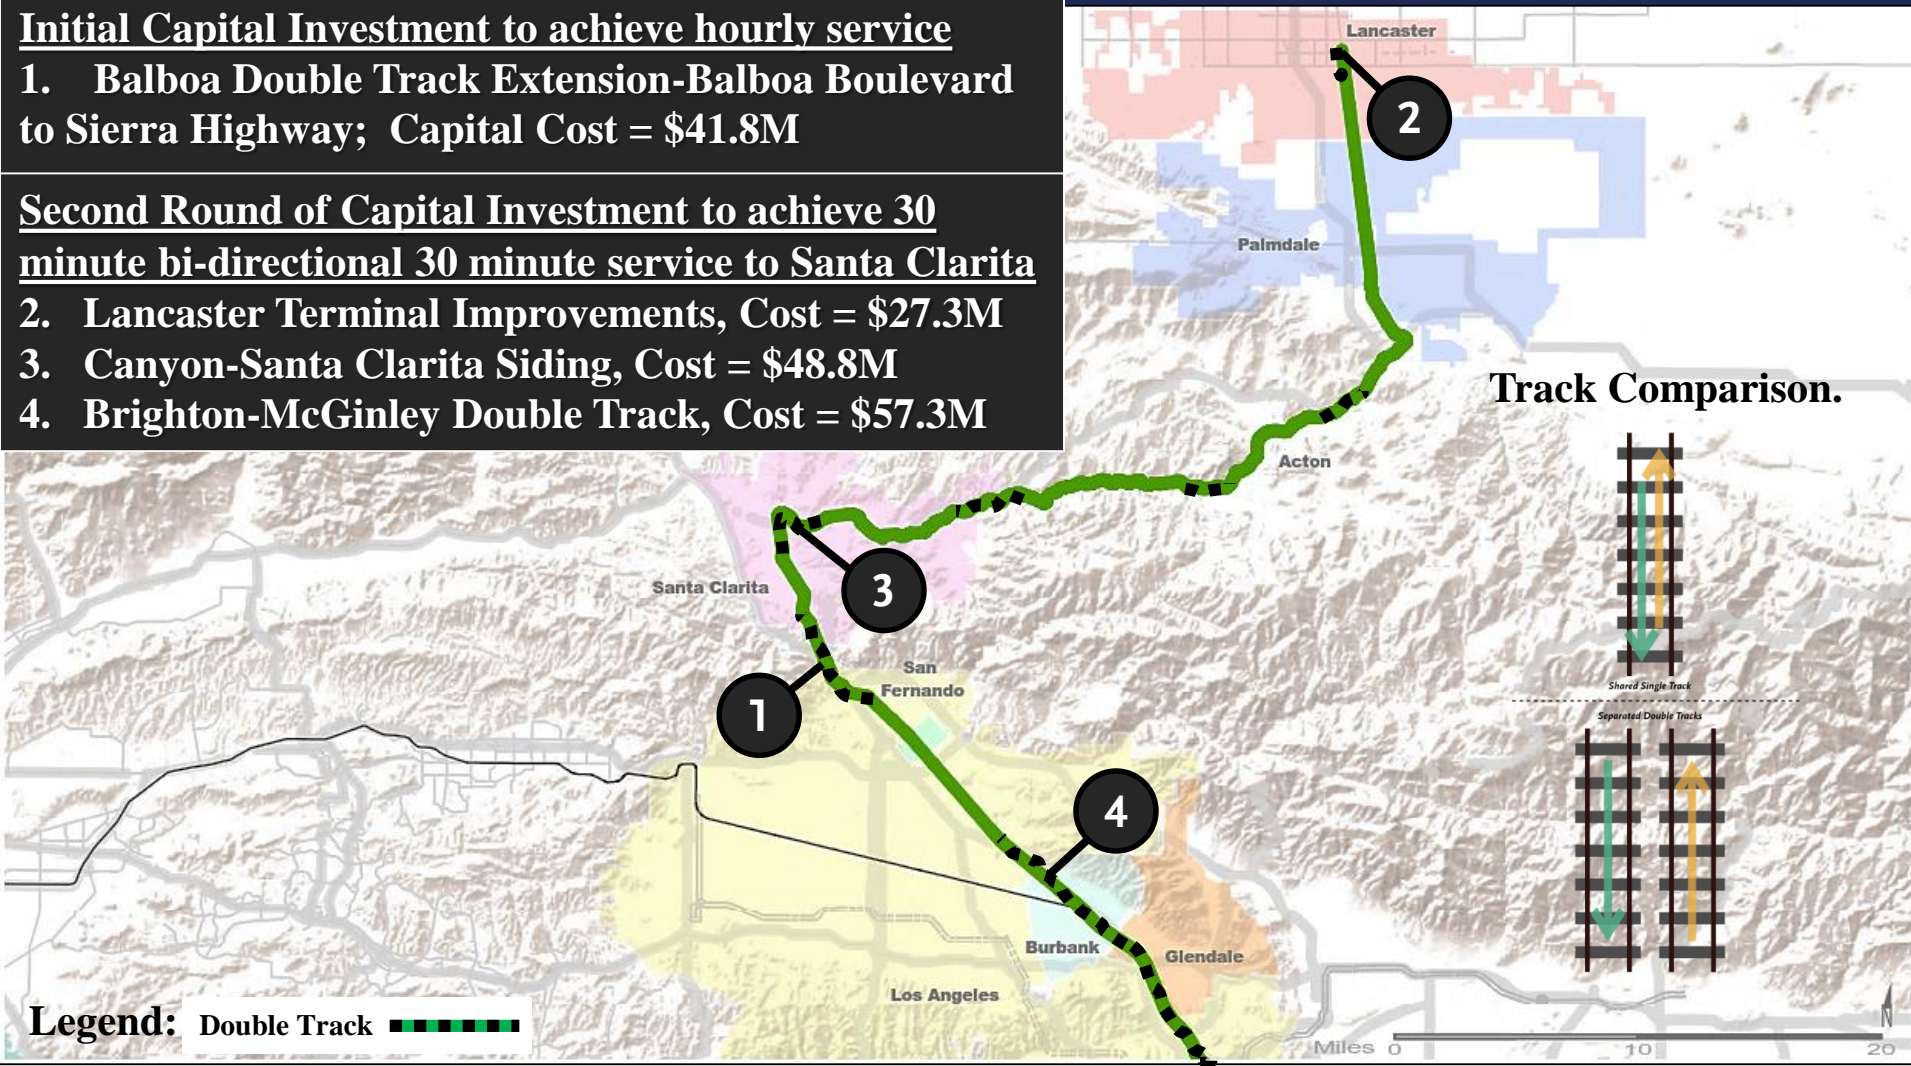 Initial Capital Investment to achieve hourly service
1. Balboa Double Track Extension-Balboa Boulevard
to Sierra Highway; Capital Cost = $41.8M
Second Round of Capital Investment to achieve 30
minute bi-directional 30 minute service to Santa Clarita
2. Lancaster Terminal Improvements, Cost = $27.3M
3. Canyon-Santa Clarita Siding, Cost = $48.8M
4. Brighton-McGinley Double Track, Cost = $57.3M
Lancaster
2
Palmdale
Track Comparison.
Acton
Santa Clarita
3
San
Fernando
1
Shared Single Track
Separated Double Tracks
4
Burbank
Glendale
Los Angeles
Legend: Double Track
N
Miles 0 10 20